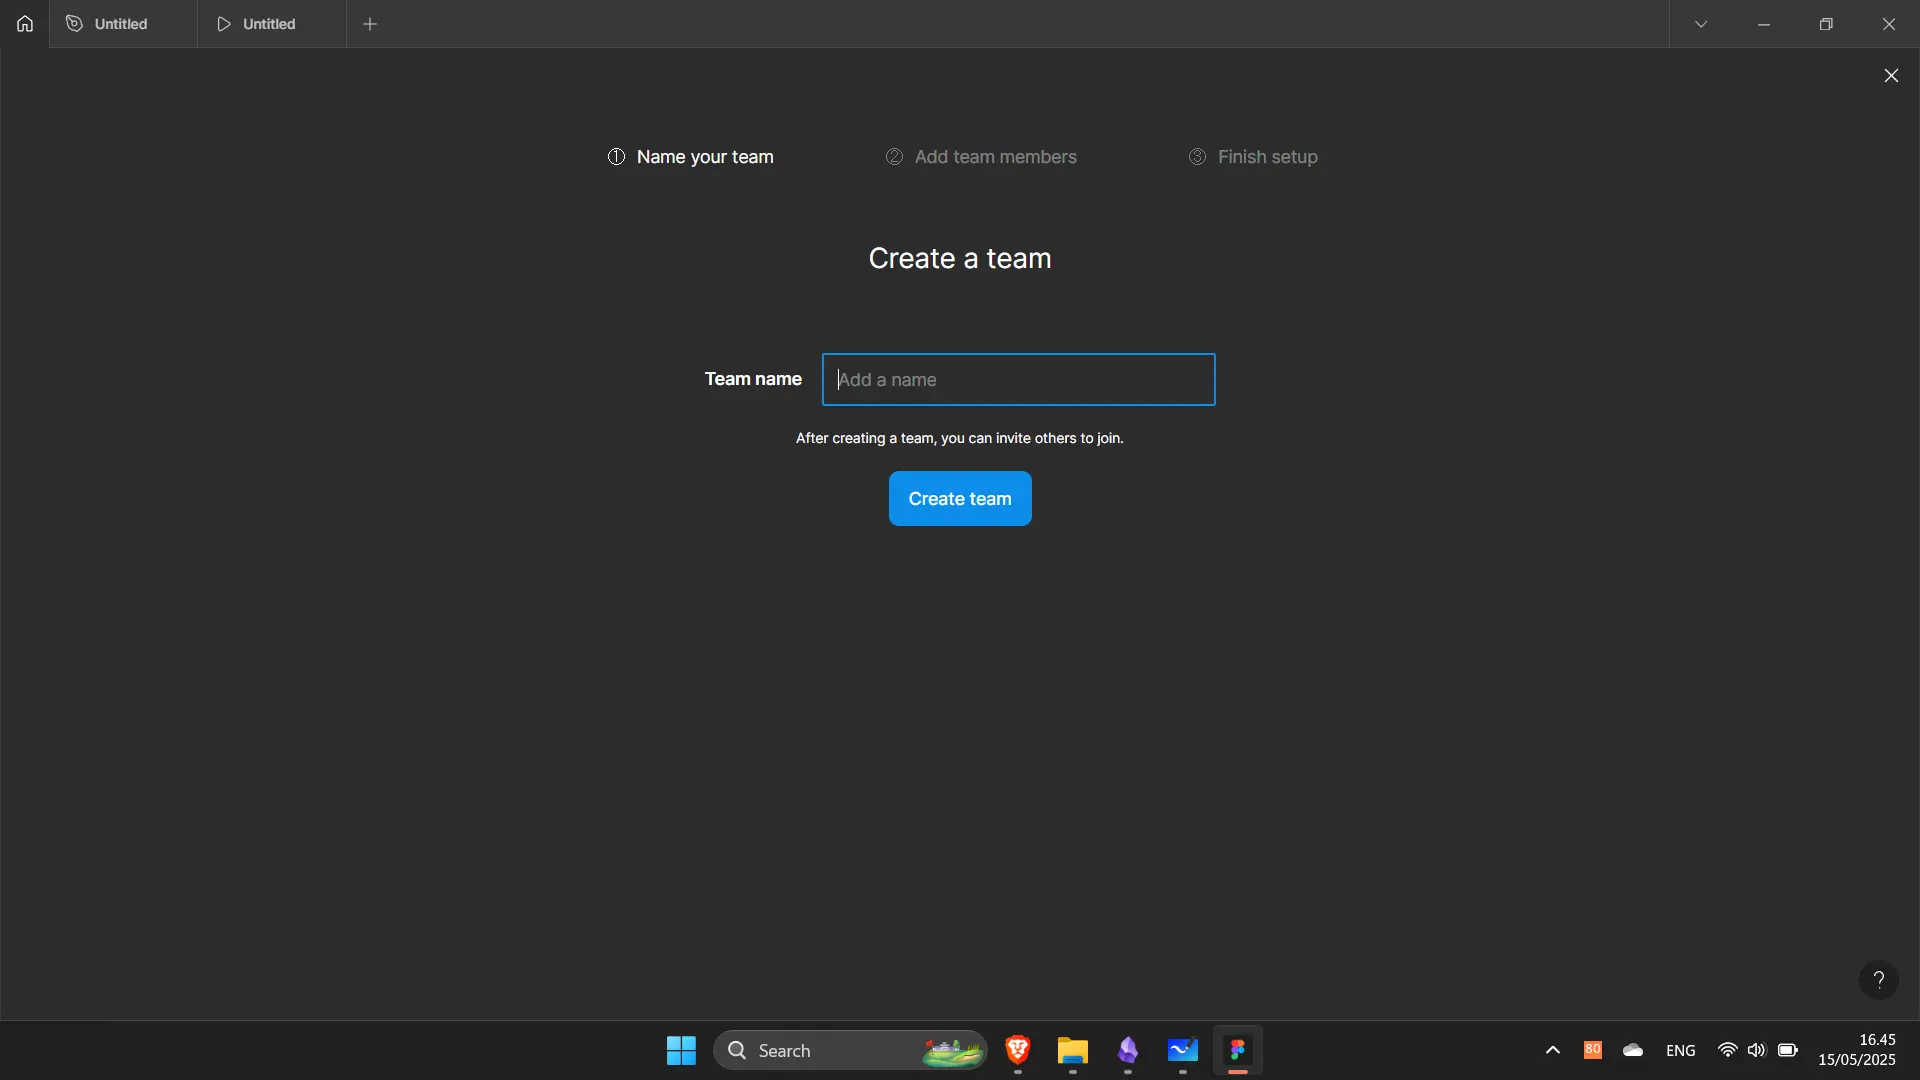 Untitled
Untitled
① Name your team
② Add team members
③ Finish setup
Create a team
Team name
Add a name
After creating a team, you can invite others to join.
Create team
?
Search
80
ENG
16.45
15/05/2025